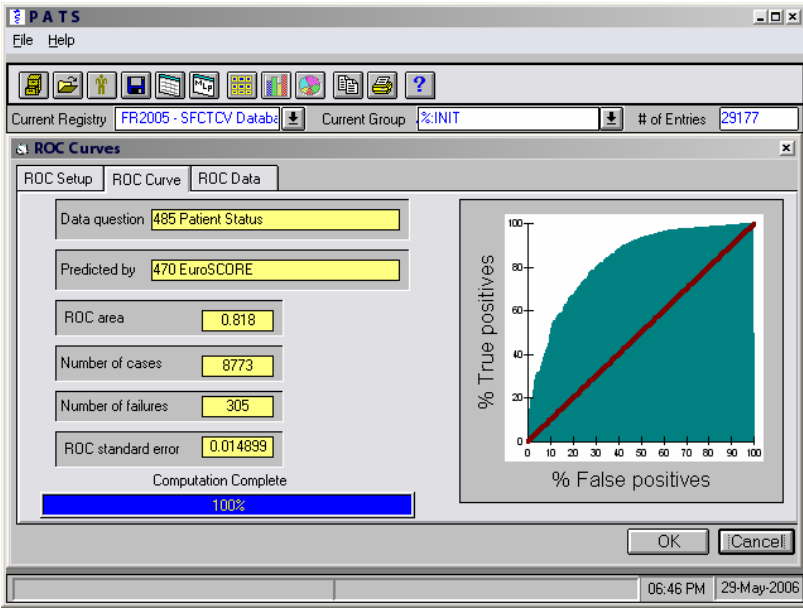 P A T S
File Help
MLP
?
Current Registry FR2005 - SFCTCV Databa Current Group %:INIT # of Entries 29177
ROC Curves
ROC Setup ROC Curve ROC Data
Data question 485 Patient Status
Predicted by 470 EuroSCORE
ROC area 0.818
Number of cases 8773
Number of failures 305
ROC standard error 0.014899
Computation Complete
100%
% True positives
100
80
60
40
20
0
0 10 20 30 40 50 60 70 80 90 100
% False positives
OK Cancel
06:46 PM 29-May-2006